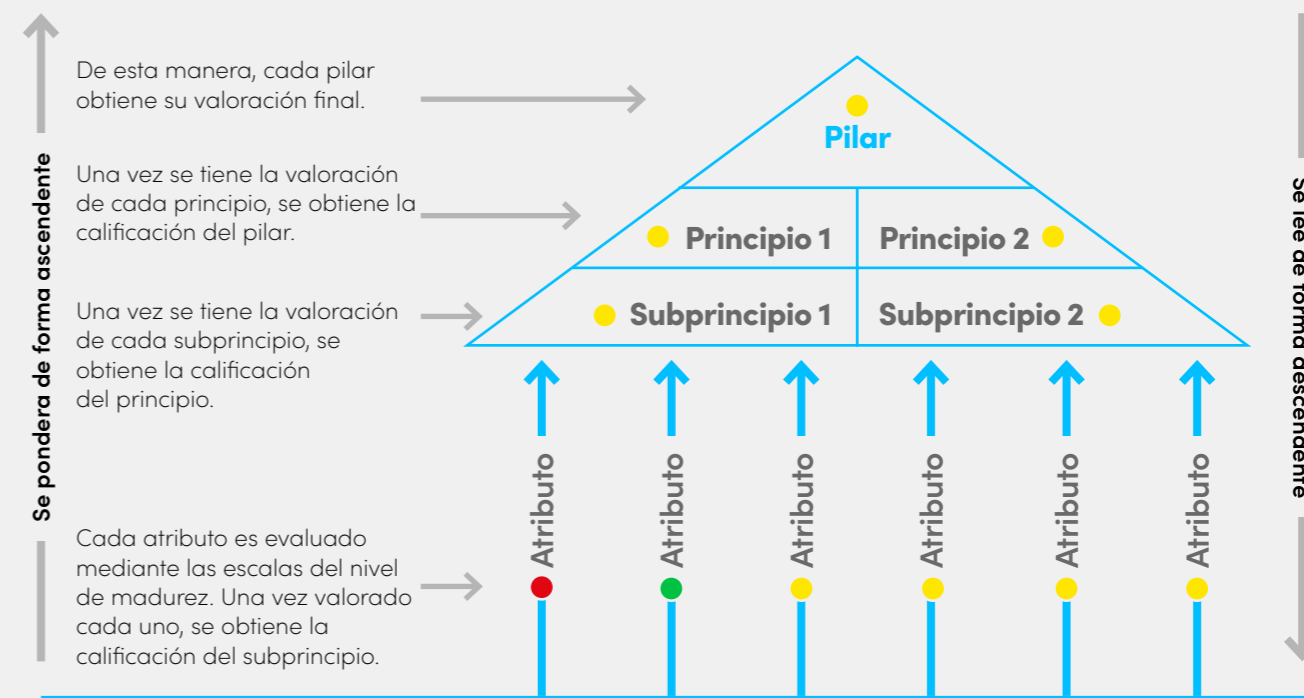 Se pondera de forma ascendente
De esta manera, cada pilar
obtiene su valoración final.
Una vez se tiene la valoración
de cada principio, se obtiene la
calificación del pilar.
Una vez se tiene la valoración
de cada subprincipio, se
obtiene la calificación
del principio.
Cada atributo es evaluado
mediante las escalas del nivel
de madurez. Una vez valorado
cada uno, se obtiene la
calificación del subprincipio.
Pilar
Principio 1
Principio 2
Subprincipio 1
Subprincipio 2
Atributo
Atributo
Atributo
Atributo
Atributo
Atributo
Se lee de forma descendente